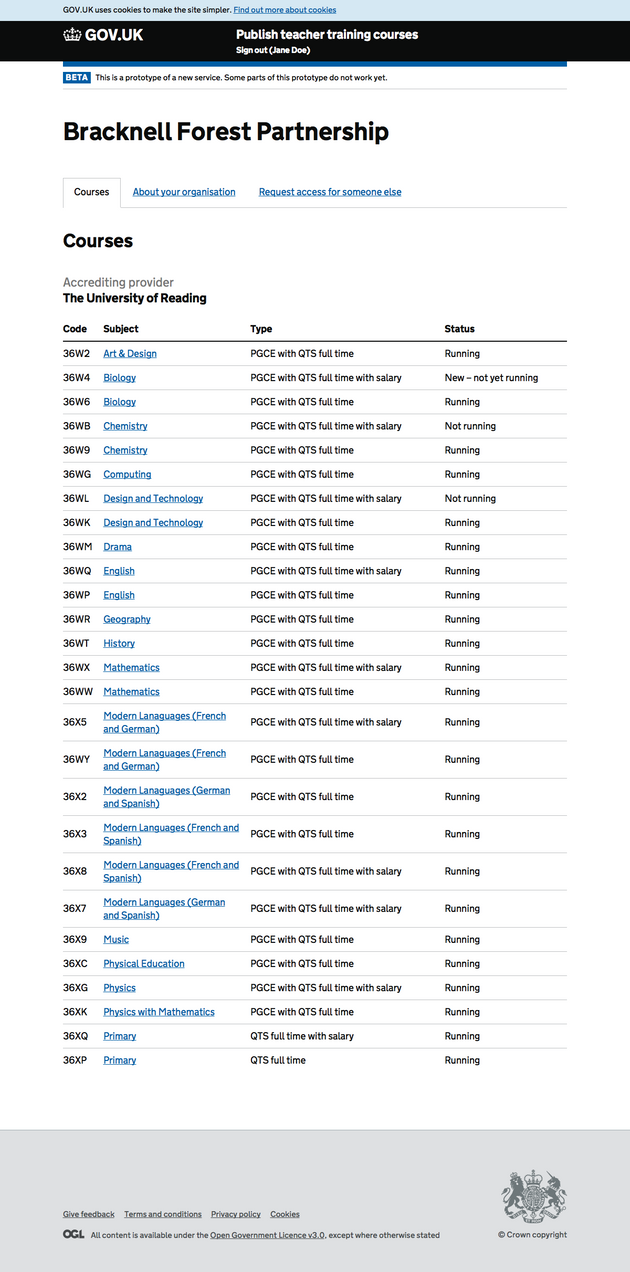 GOV.UK uses cookies to make the site simpler. Find out more about cookies
GOV.UK
Publish teacher training courses
Sign out (Jane Doe)
BETA This is a prototype of a new service. Some parts of this prototype do not work yet.
Bracknell Forest Partnership
Courses About your organisation Request access for someone else
Courses
Accrediting provider
The University of Reading
Code Subject Type Status
36W2 Art & Design PGCE with QTS full time Running
36W4 Biology PGCE with QTS full time with salary New – not yet running
36W6 Biology PGCE with QTS full time Running
36WB Chemistry PGCE with QTS full time with salary Not running
36W9 Chemistry PGCE with QTS full time Running
36WG Computing PGCE with QTS full time Running
36WL Design and Technology PGCE with QTS full time with salary Not running
36WK Design and Technology PGCE with QTS full time Running
36WM Drama PGCE with QTS full time Running
36WQ English PGCE with QTS full time with salary Running
36WP English PGCE with QTS full time Running
36WR Geography PGCE with QTS full time Running
36WT History PGCE with QTS full time Running
36WX Mathematics PGCE with QTS full time with salary Running
36WW Mathematics PGCE with QTS full time Running
36X5 Modern Lanaguages (French and German) PGCE with QTS full time with salary Running
36WY Modern Lanaguages (French and German) PGCE with QTS full time Running
36X2 Modern Lanaguages (German and Spanish) PGCE with QTS full time Running
36X3 Modern Languages (French and Spanish) PGCE with QTS full time Running
36X8 Modern Languages (French and Spanish) PGCE with QTS full time with salary Running
36X7 Modern Languages (German and Spanish) PGCE with QTS full time with salary Running
36X9 Music PGCE with QTS full time Running
36XC Physical Education PGCE with QTS full time Running
36XG Physics PGCE with QTS full time with salary Running
36XK Physics with Mathematics PGCE with QTS full time Running
36XQ Primary QTS full time with salary Running
36XP Primary QTS full time Running
Give feedback Terms and conditions Privacy policy Cookies
OGL All content is available under the Open Government Licence v3.0, except where otherwise stated
© Crown copyright